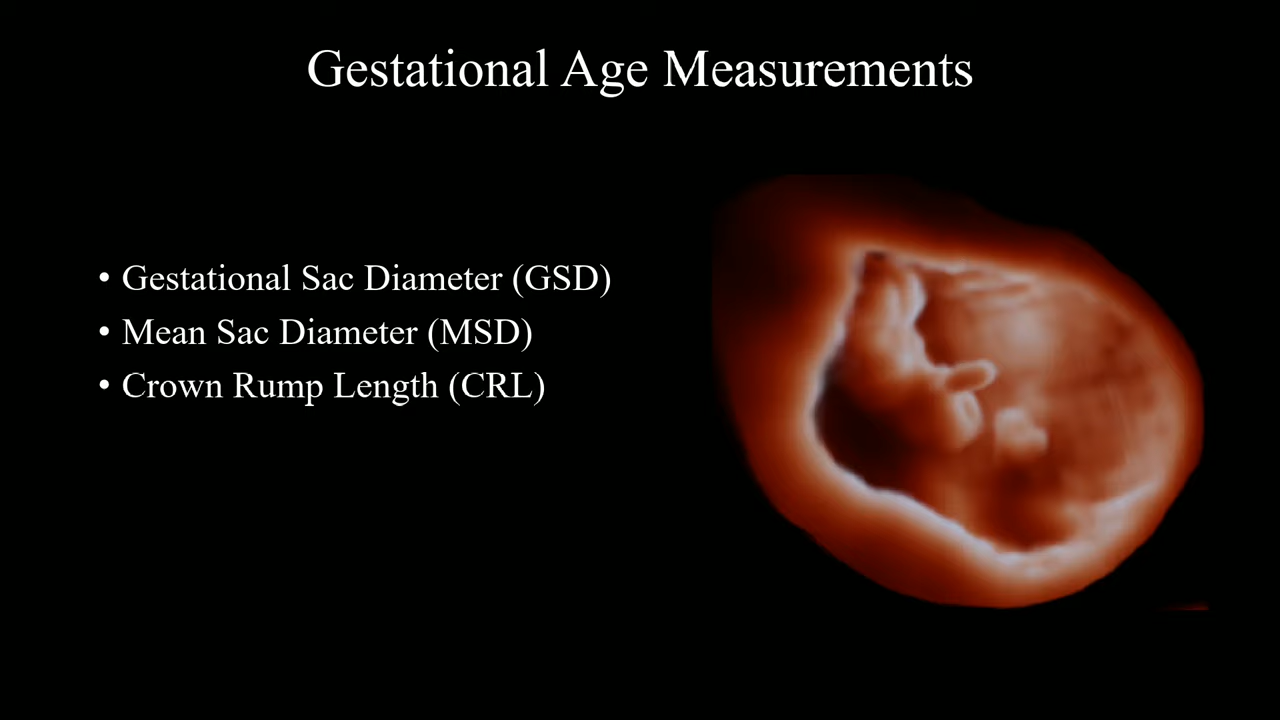 Gestational Age Measurements
• Gestational Sac Diameter (GSD)
• Mean Sac Diameter (MSD)
• Crown Rump Length (CRL)